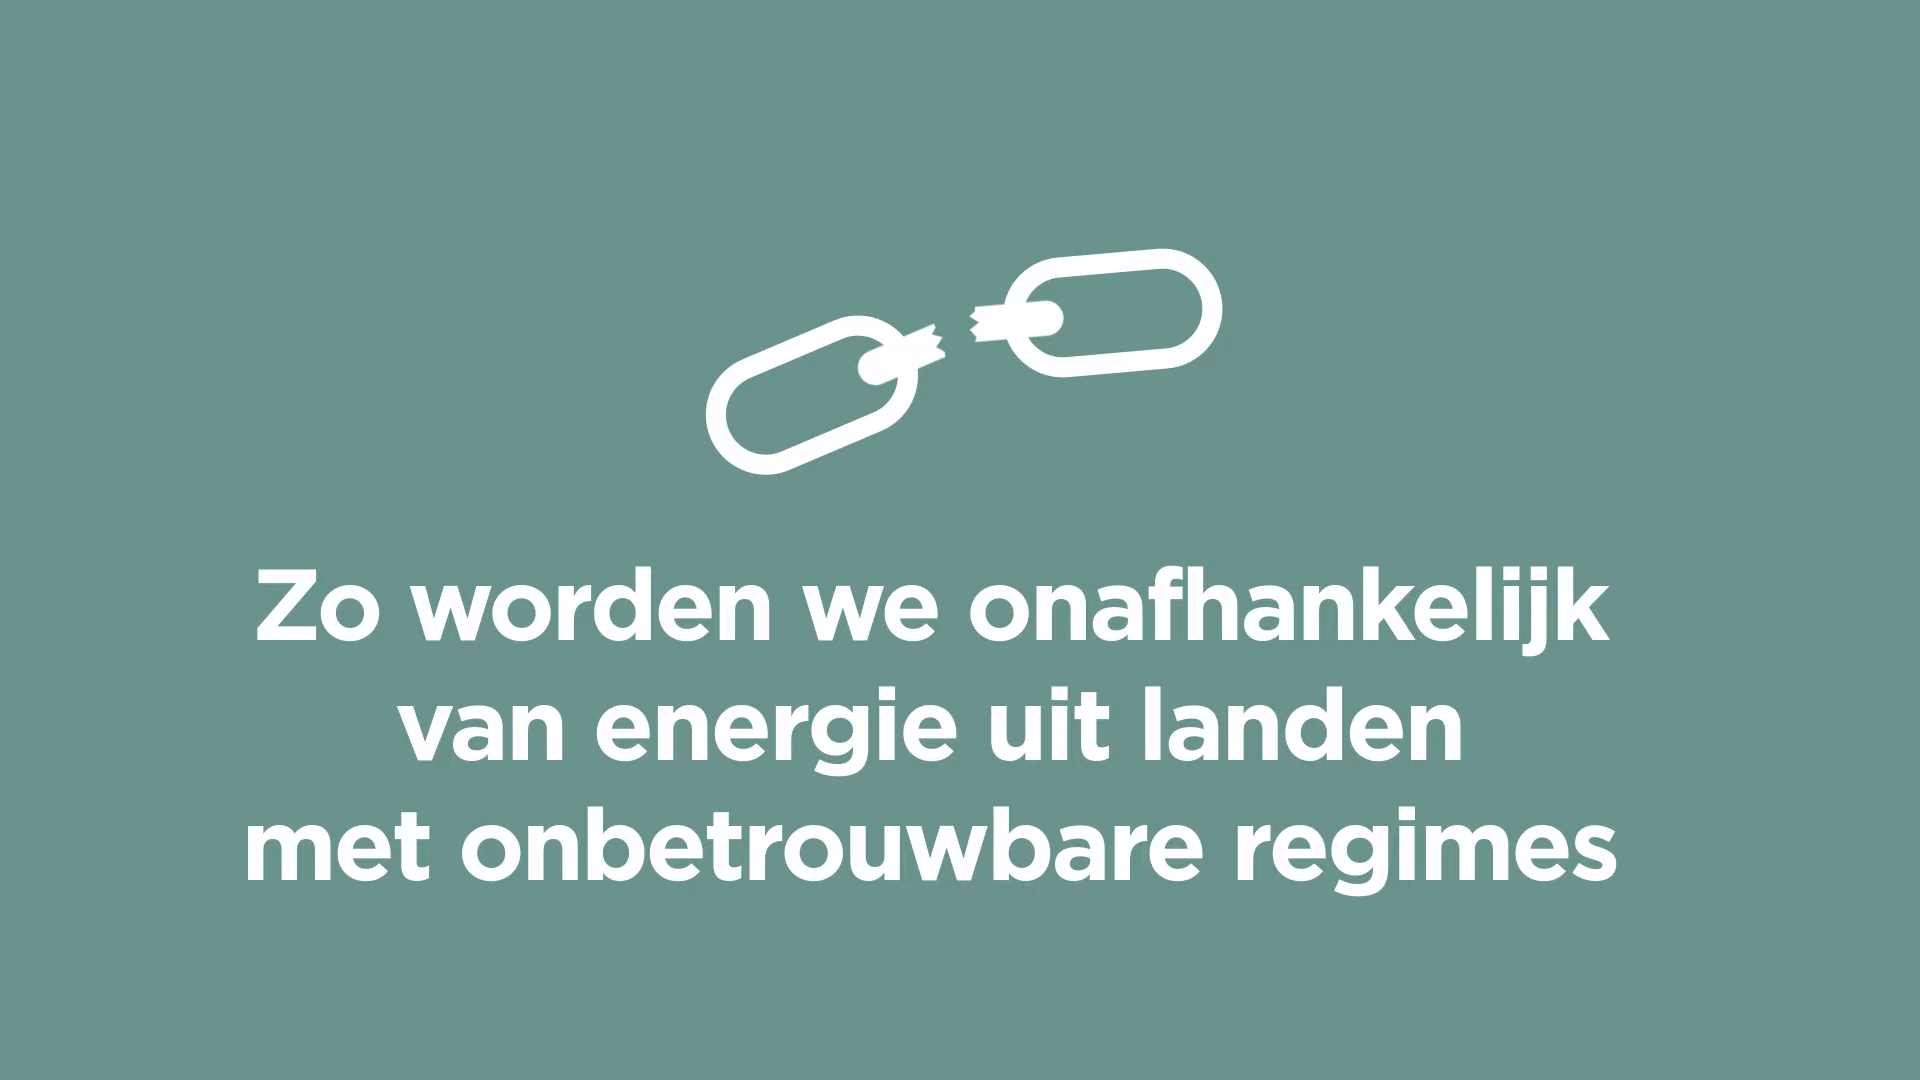 Zo worden we onafhankelijk
van energie uit landen
met onbetrouwbare regimes